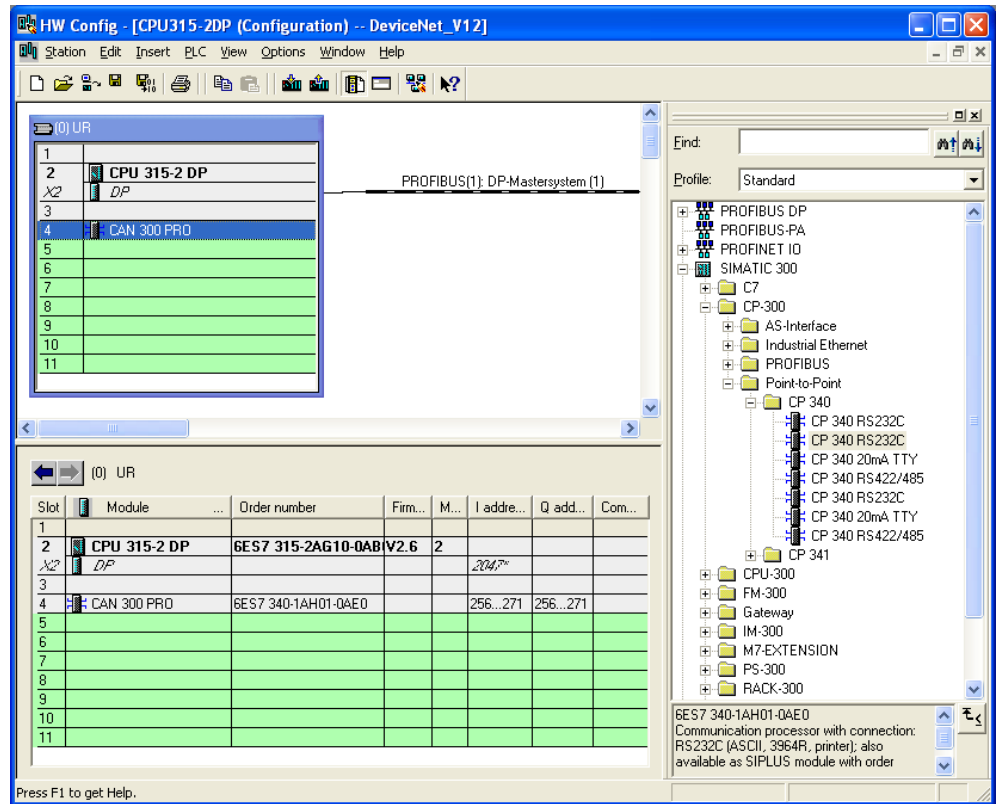 HW Config - [CPU315-2DP (Configuration) -- DeviceNet_V12]
Station Edit Insert PLC View Options Window Help
(0) UR
1
2 CPU 315-2 DP
X2 DP
3
4 CAN 300 PRO
5
6
7
8
9
10
11
PROFIBUS(1): DP-Mastersystem (1)
Find:
Profile: Standard
PROFIBUS DP
PROFIBUS-PA
PROFINET IO
SIMATIC 300
C7
CP-300
AS-Interface
Industrial Ethernet
PROFIBUS
Point-to-Point
CP 340
CP 340 RS232C
CP 340 RS232C
CP 340 20mA TTY
CP 340 RS422/485
CP 340 RS232C
CP 340 20mA TTY
CP 340 RS422/485
CP 341
CPU-300
FM-300
Gateway
IM-300
M7-EXTENSION
PS-300
RACK-300
(0) UR
Slot Module ... Order number Firm... M... I addre... Q add... Com...
1
2 CPU 315-2 DP 6ES7 315-2AG10-0AB V2.6 2
X2 DP 2047*
3
4 CAN 300 PRO 6ES7 340-1AH01-0AE0 256...271 256...271
5
6
7
8
9
10
11
6ES7 340-1AH01-0AE0
Communication processor with connection:
RS232C (ASCII, 3964R, printer); also
available as SIPLUS module with order
Press F1 to get Help.